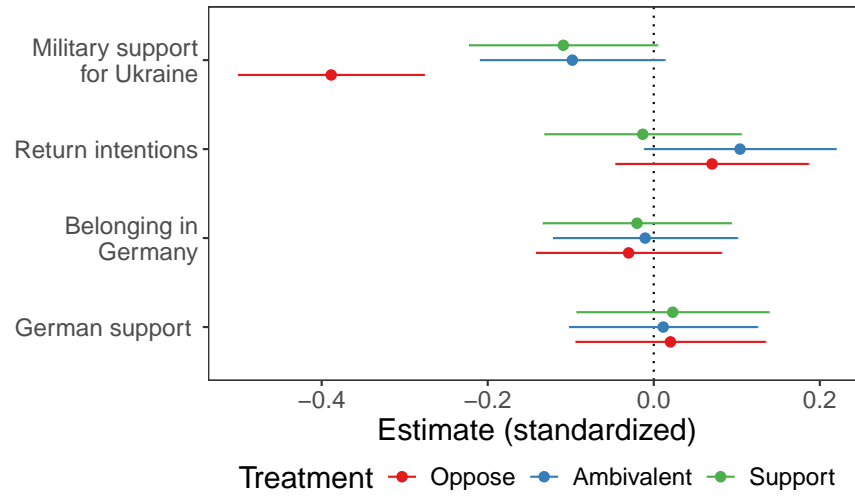 Military support
for Ukraine
Return intentions
Belonging in
Germany
German support
−0.4 −0.2 0.0 0.2
Estimate (standardized)
Treatment Oppose Ambivalent Support